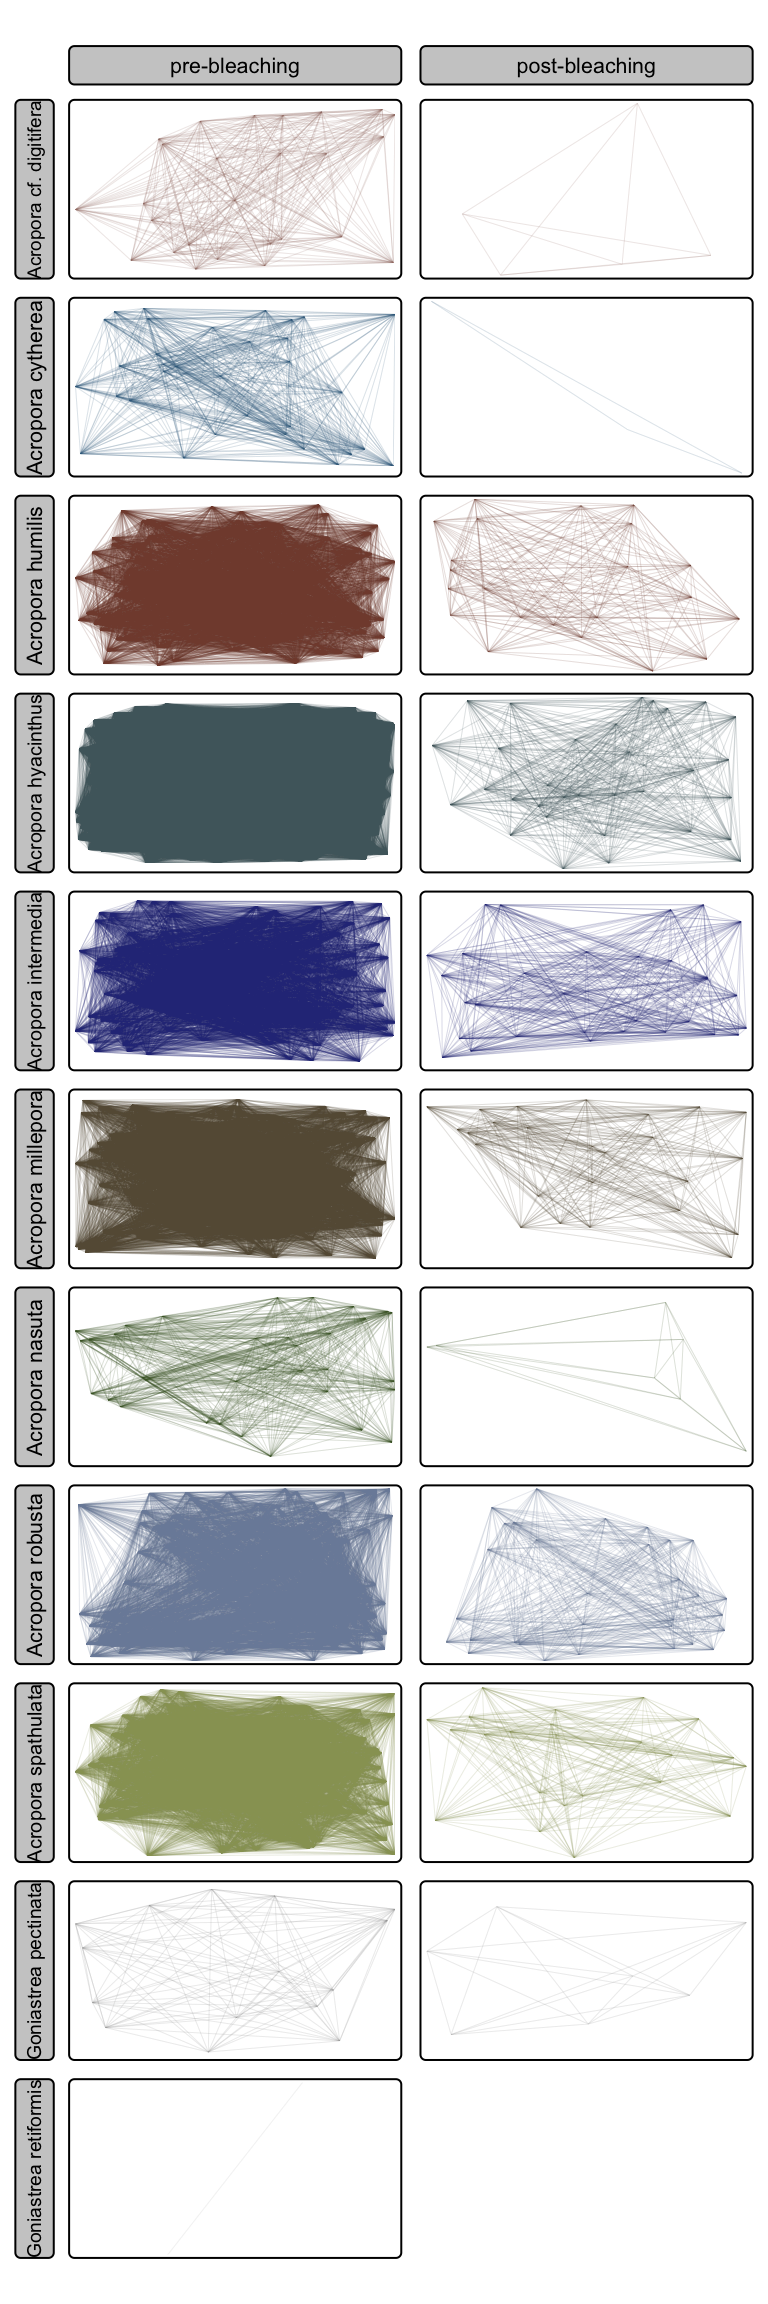 pre-bleaching
post-bleaching
Acropora cf. digitifera
Acropora cytherea
Acropora humilis
Acropora hyacinthus
Acropora intermedia
Acropora millepora
Acropora nasuta
Acropora robusta
Acropora spathulata
Goniastrea pectinata
Goniastrea retiformis